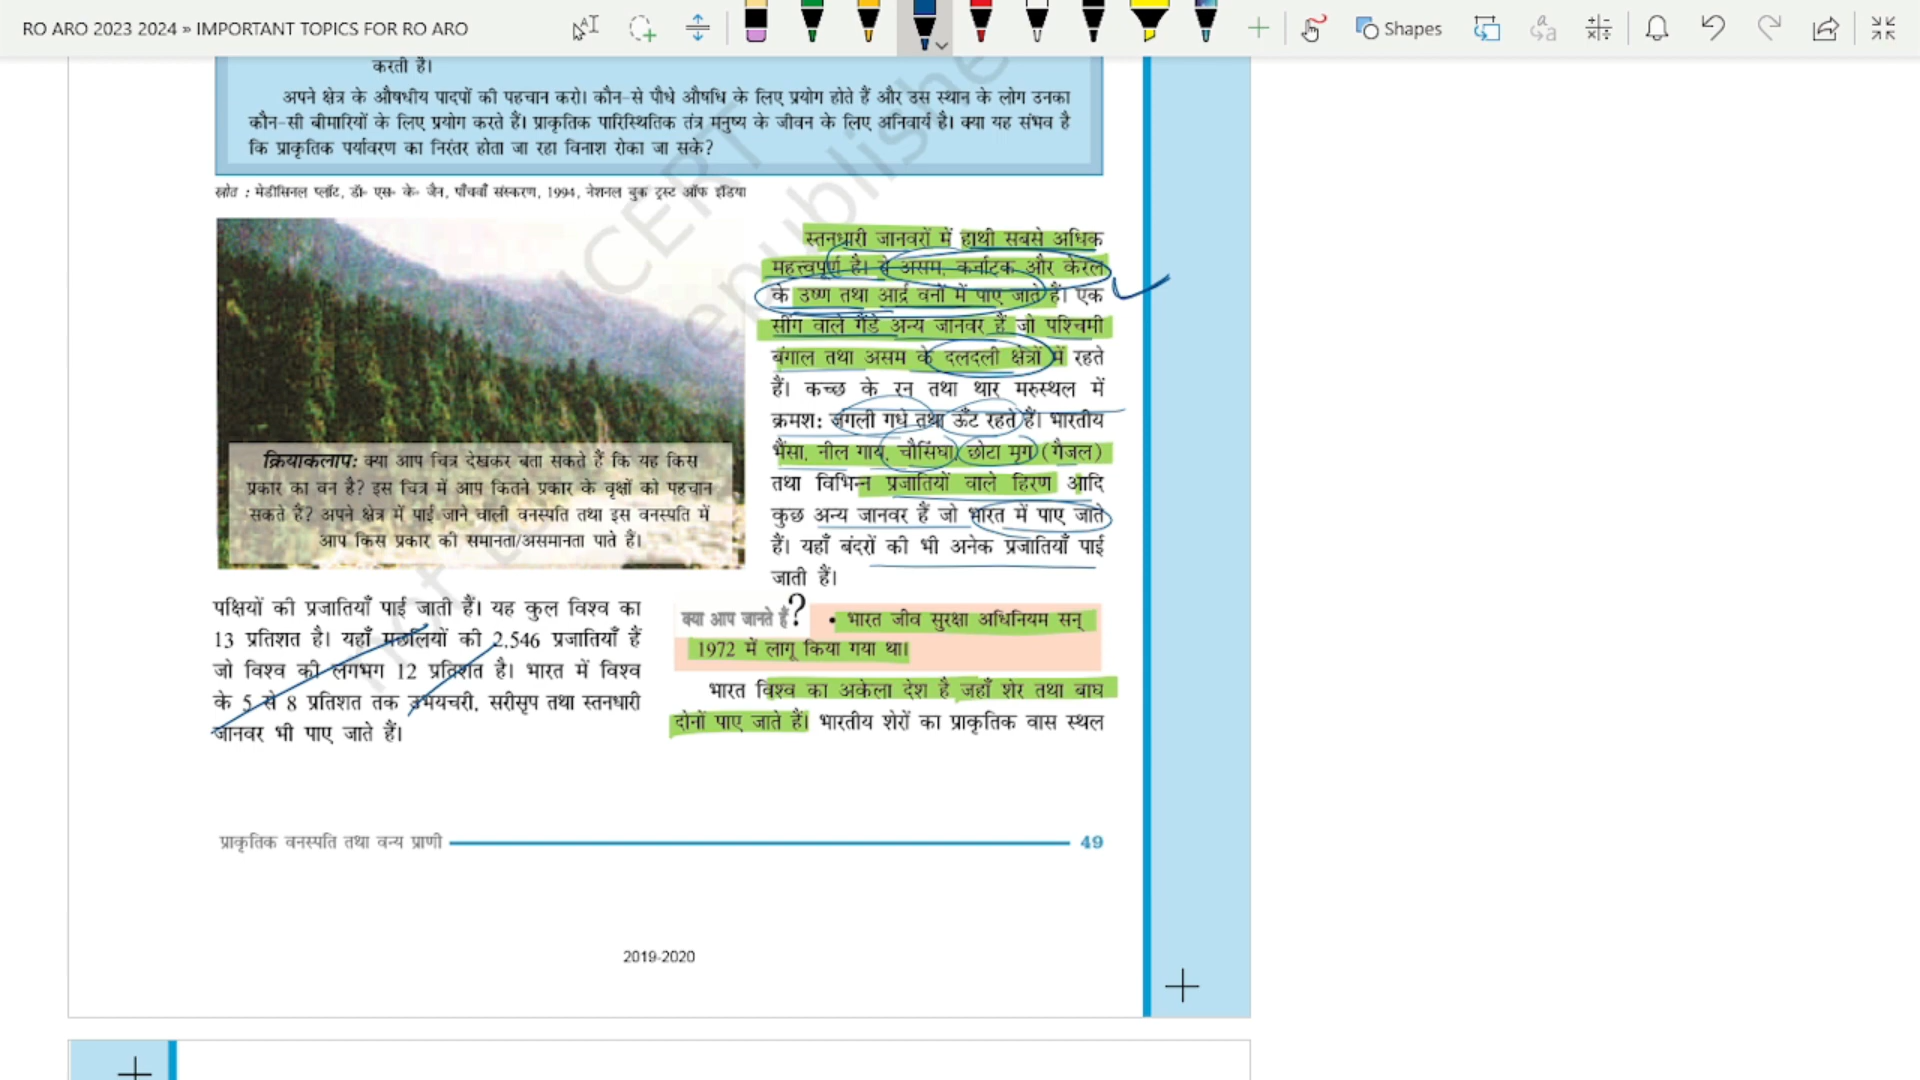 RO ARO 2023 2024 » IMPORTANT TOPICS FOR RO ARO
Shapes
करती है।
अपने क्षेत्र के औषधीय पादपों की पहचान करो। कौन-से पौधे औषधि के लिए प्रयोग होते हैं और उस स्थान के लोग उनका
कौन-सी बीमारियों के लिए प्रयोग करते हैं। प्राकृतिक पारिस्थितिक तंत्र मनुष्य के जीवन के लिए अनिवार्य है। क्या यह संभव है
कि प्राकृतिक पर्यावरण का निरंतर होता जा रहा विनाश रोका जा सके?
स्रोत : मेडीसिनल प्लाँट, डॉ॰ एस॰ के॰ जैन, पाँचवाँ संस्करण, 1994, नेशनल बुक ट्रस्ट ऑफ इंडिया
क्रियाकलाप: क्या आप चित्र देखकर बता सकते हैं कि यह किस
प्रकार का वन है? इस चित्र में आप कितने प्रकार के वृक्षों को पहचान
सकते हैं? अपने क्षेत्र में पाई जाने वाली वनस्पति तथा इस वनस्पति में
आप किस प्रकार की समानता/असमानता पाते हैं।
पक्षियों की प्रजातियाँ पाई जाती हैं। यह कुल विश्व का
13 प्रतिशत है। यहाँ मछलियों की 2,546 प्रजातियाँ हैं
जो विश्व की लगभग 12 प्रतिशत है। भारत में विश्व
के 5 से 8 प्रतिशत तक उभयचरी, सरीसृप तथा स्तनधारी
जानवर भी पाए जाते हैं।
स्तनधारी जानवरों में हाथी सबसे अधिक
महत्त्वपूर्ण है। ये असम, कर्नाटक और केरल
के उष्ण तथा आर्द्र वनों में पाए जाते हैं। एक
सींग वाले गैंडे अन्य जानवर हैं जो पश्चिमी
बंगाल तथा असम के दलदली क्षेत्रों में रहते
हैं। कच्छ के रन तथा थार मरुस्थल में
क्रमश: जंगली गधे तथा ऊँट रहते हैं। भारतीय
भैंसा, नील गाय, चौसिंघा, छोटा मृग (गैजल)
तथा विभिन्न प्रजातियों वाले हिरण आदि
कुछ अन्य जानवर हैं जो भारत में पाए जाते
हैं। यहाँ बंदरों की भी अनेक प्रजातियाँ पाई
जाती हैं।
क्या आप जानते हैं? • भारत जीव सुरक्षा अधिनियम सन्
1972 में लागू किया गया था।
भारत विश्व का अकेला देश है जहाँ शेर तथा बाघ
दोनों पाए जाते हैं। भारतीय शेरों का प्राकृतिक वास स्थल
प्राकृतिक वनस्पति तथा वन्य प्राणी 49
2019-2020